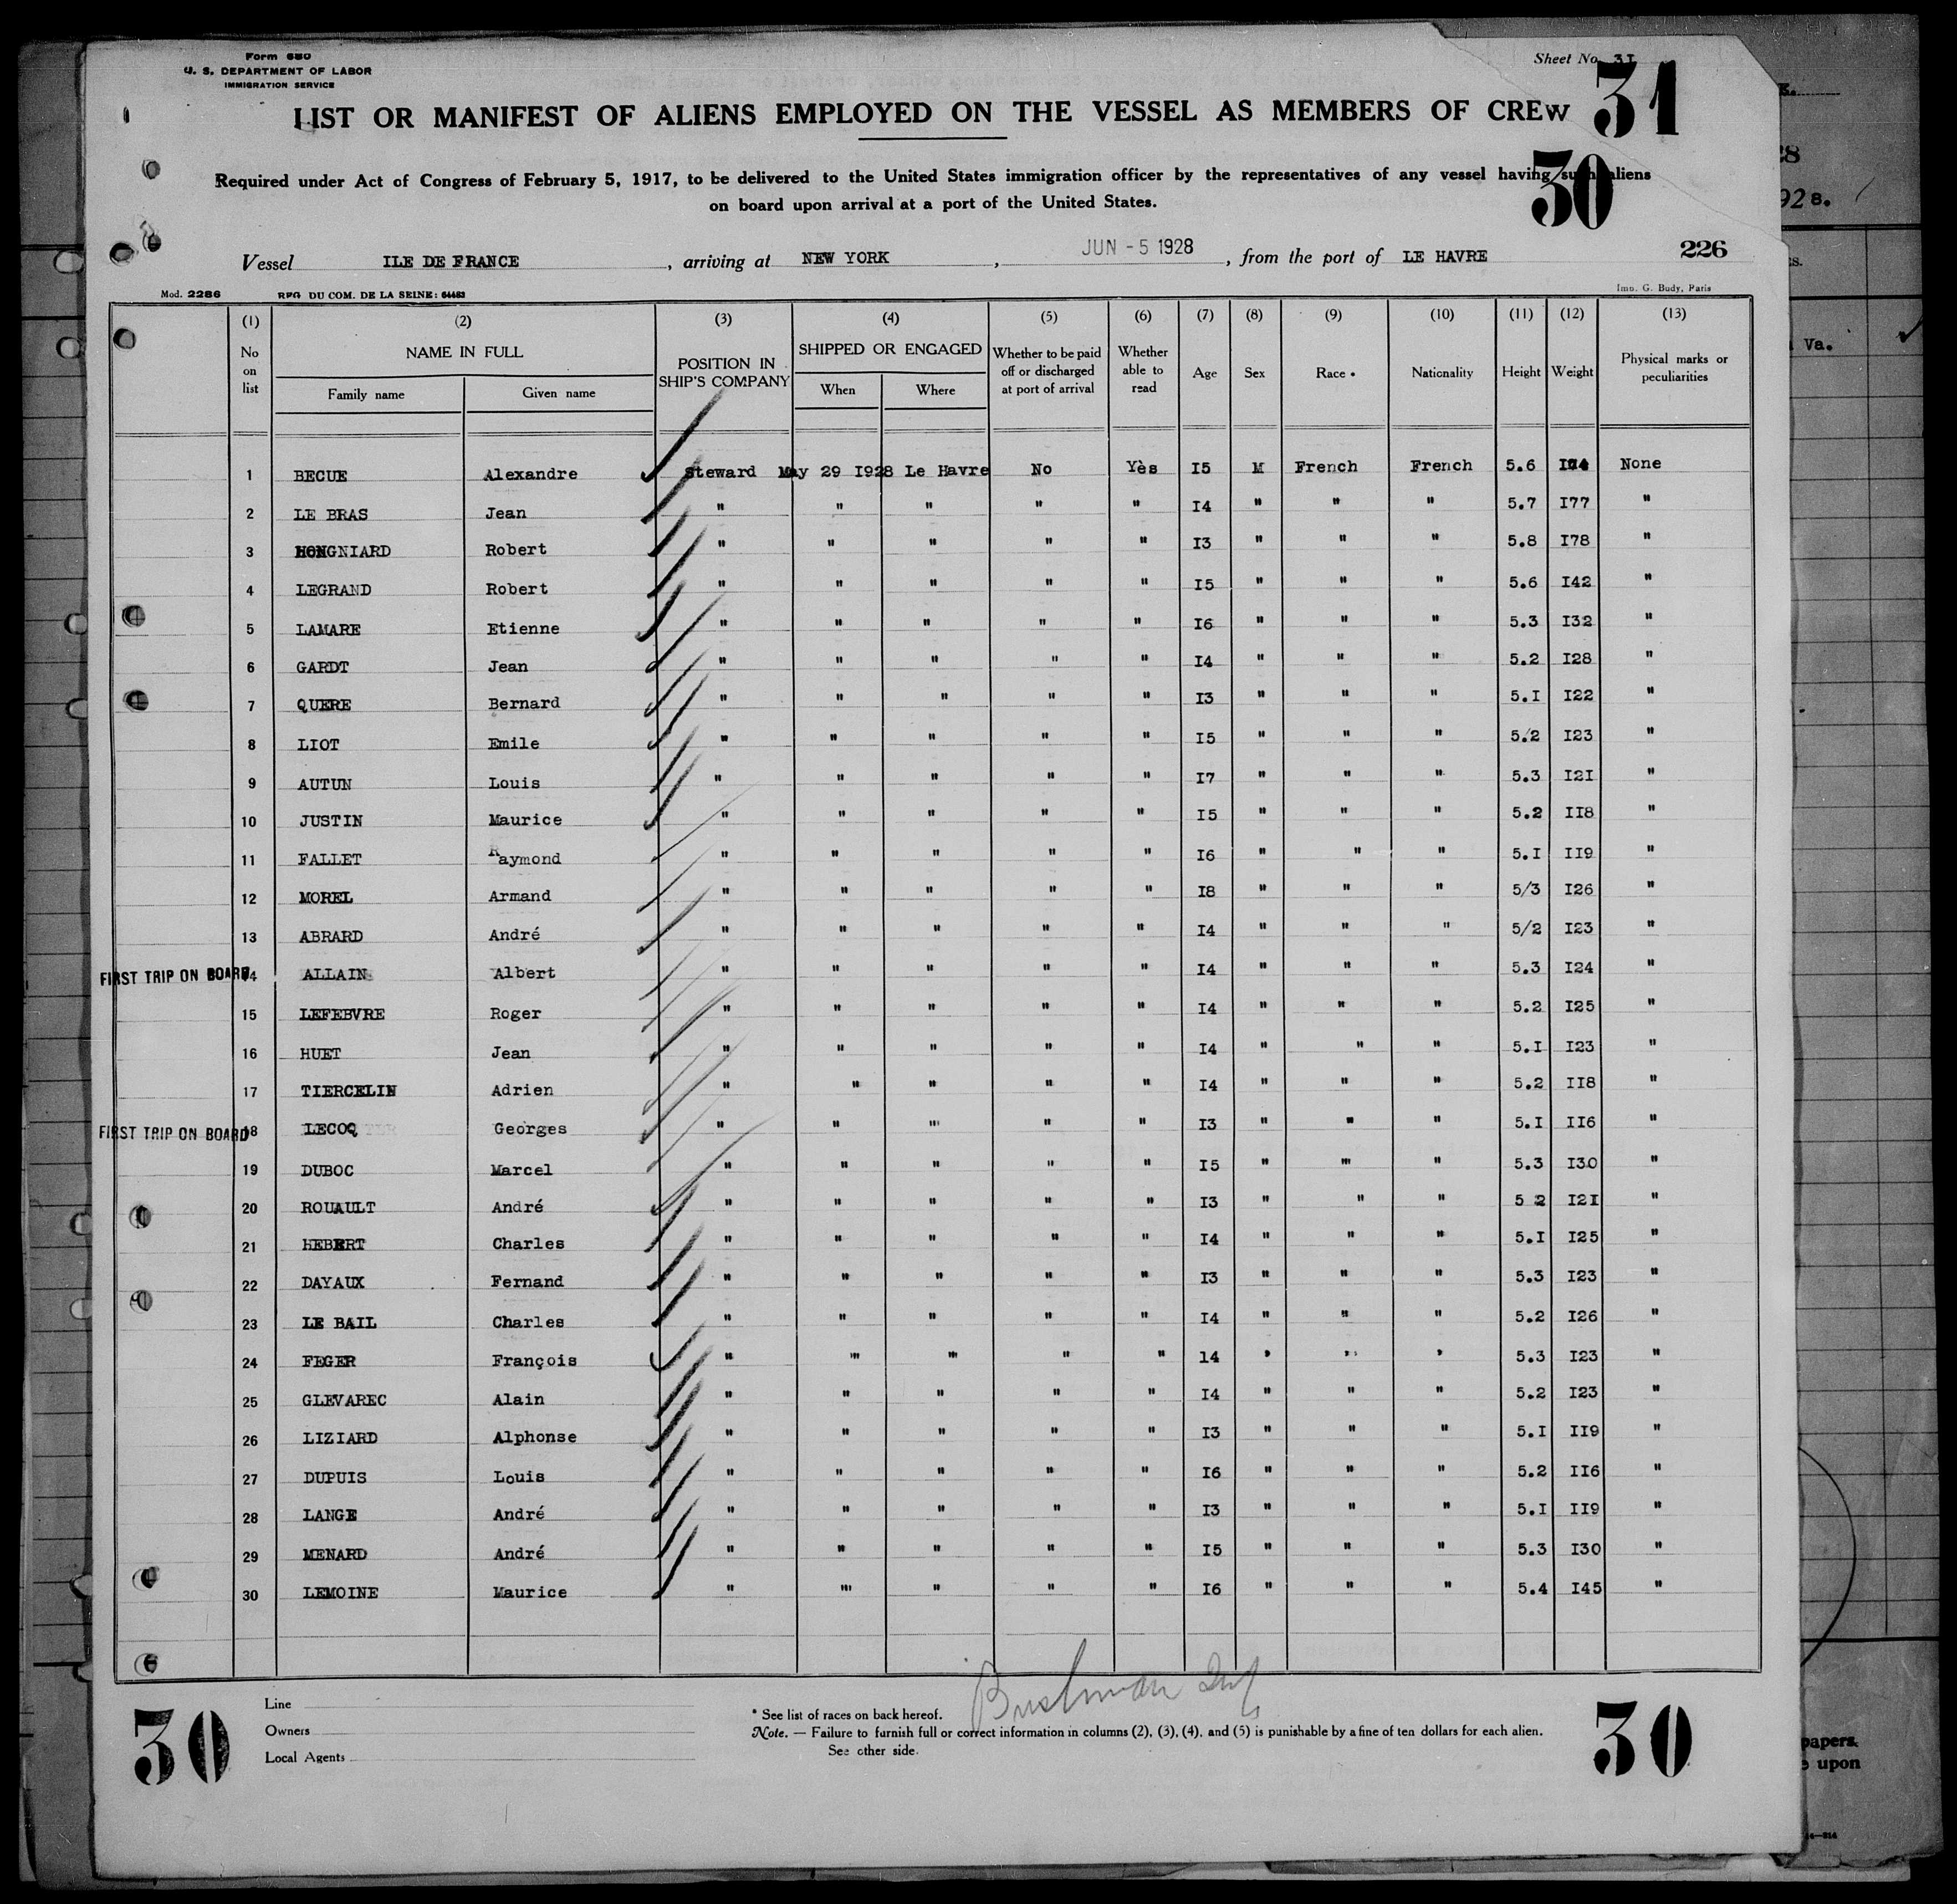 Form 680
U. S. DEPARTMENT OF LABOR
IMMIGRATION SERVICE
Sheet No. 3I
31
LIST OR MANIFEST OF ALIENS EMPLOYED ON THE VESSEL AS MEMBERS OF CREW
30
Required under Act of Congress of February 5, 1917, to be delivered to the United States immigration officer by the representatives of any vessel having such aliens
on board upon arrival at a port of the United States.
Vessel ILE DE FRANCE, arriving at NEW YORK, JUN - 5 1928, from the port of LE HAVRE
226
Mod. 2286 RPG DU COM. DE LA SEINE: 64483 Imp. G. Budy, Paris
(1) (2) (3) (4) (5) (6) (7) (8) (9) (10) (11) (12) (13)
No on list NAME IN FULL Family name Given name POSITION IN SHIP'S COMPANY SHIPPED OR ENGAGED When Where Whether to be paid off or discharged at port of arrival Whether able to read Age Sex Race * Nationality Height Weight Physical marks or peculiarities
1 BECUE Alexandre Steward May 29 I928 Le Havre No Yès I5 M French French 5.6 None
2 LE BRAS Jean " " " " " I4 " " " 5.7 I77 "
3 HONGNIARD Robert " " " " " I3 " " " 5.8 I78 "
4 LEGRAND Robert " " " " " I5 " " " 5.6 I42 "
5 LAMARE Etienne " " " " " I6 " " " 5.3 I32 "
6 GARDT Jean " " " " " I4 " " " 5.2 I28 "
7 QUERE Bernard " " " " " I3 " " " 5.I I22 "
8 LIOT Emile " " " " " I5 " " " 5.2 I23 "
9 AUTUN Louis " " " " " I7 " " " 5.3 I2I "
10 JUSTIN Maurice " " " " " I5 " " " 5.2 II8 "
11 FALLET Raymond " " " " " I6 " " " 5.I II9 "
12 MOREL Armand " " " " " I8 " " " 5/3 I26 "
13 ABRARD André " " " " " I4 " " " 5/2 I23 "
FIRST TRIP ON BOARD 14 ALLAIN Albert " " " " " I4 " " " 5.3 I24 "
15 LEFEBVRE Roger " " " " " I4 " " " 5.2 I25 "
16 HUET Jean " " " " " I4 " " " 5.I I23 "
17 TIERCELIN Adrien " " " " " I4 " " " 5.2 II8 "
FIRST TRIP ON BOARD 18 LECOQ Georges " " " " " I3 " " " 5.I II6 "
19 DUBOC Marcel " " " " " I5 " " " 5.3 I30 "
20 ROUAULT André " " " " " I3 " " " 5 2 I2I "
21 HEBERT Charles " " " " " I4 " " " 5.I I25 "
22 DAYAUX Fernand " " " " " I3 " " " 5.3 I23 "
23 LE BAIL Charles " " " " " I4 " " " 5.2 I26 "
24 FEGER François " " " " " 14 " " " 5.3 I23 "
25 GLEVAREC Alain " " " " " I4 " " " 5.2 I23 "
26 LIZIARD Alphonse " " " " " I3 " " " 5.I II9 "
27 DUPUIS Louis " " " " " I6 " " " 5.2 II6 "
28 LANGE André " " " " " I3 " " " 5.I II9 "
29 MENARD André " " " " " I5 " " " 5.3 I30 "
30 LEMOINE Maurice " " " " " I6 " " " 5.4 I45 "
30
Line
Owners
Local Agents
* See list of races on back hereof.
Note. — Failure to furnish full or correct information in columns (2), (3), (4), and (5) is punishable by a fine of ten dollars for each alien.
See other side.
30
928.
Va.
papers
upon